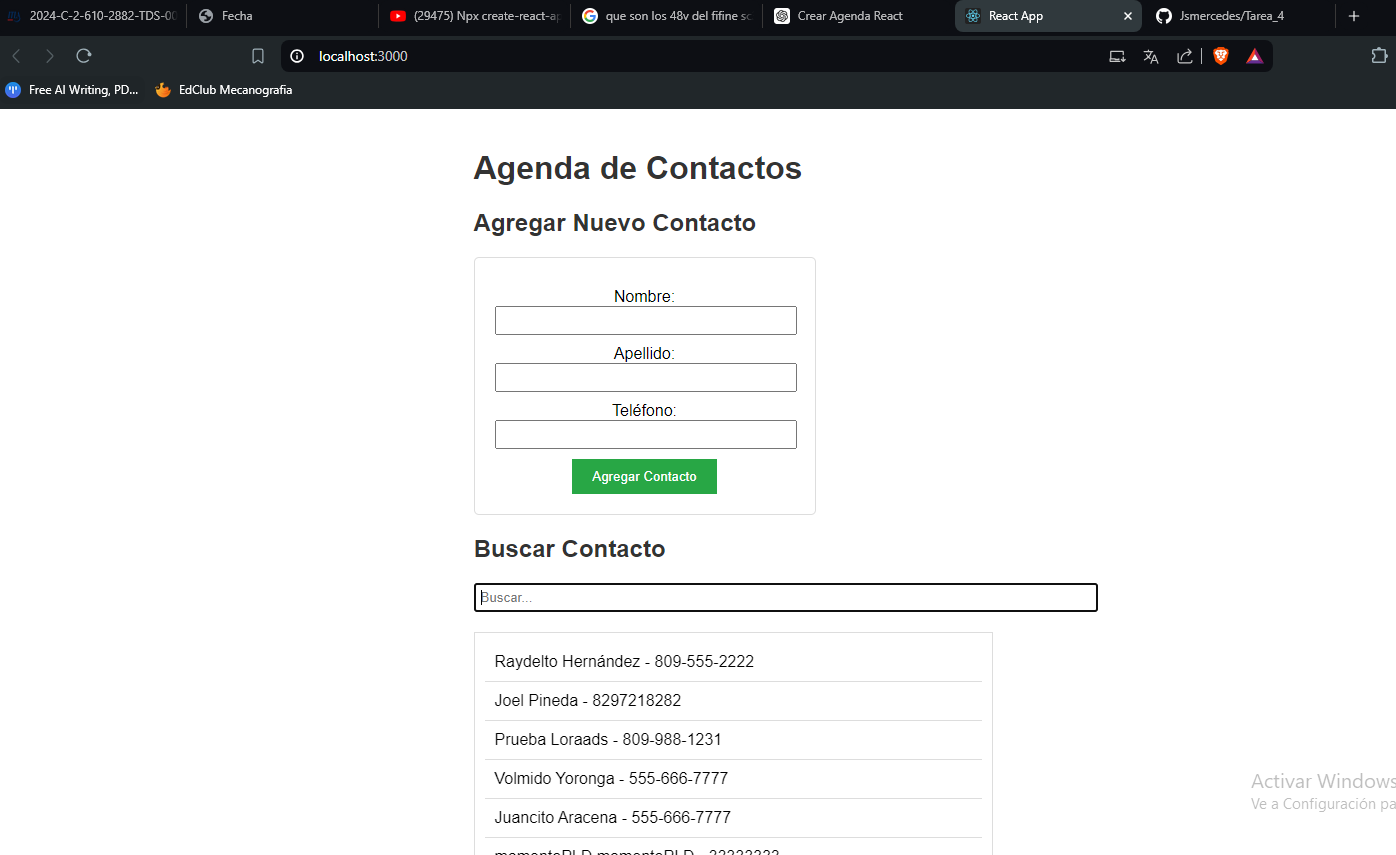 2024-C-2-610-2882-TDS-00
Fecha
(29475) Npx create-react-ap
que son los 48v del fifine sc
Crear Agenda React
React App
Jsmercedes/Tarea_4
localhost:3000
Free AI Writing, PD...
EdClub Mecanografia
Agenda de Contactos
Agregar Nuevo Contacto
Nombre:
Apellido:
Teléfono:
Agregar Contacto
Buscar Contacto
Buscar...
Raydelto Hernández - 809-555-2222
Joel Pineda - 8297218282
Prueba Loraads - 809-988-1231
Volmido Yoronga - 555-666-7777
Juancito Aracena - 555-666-7777
Activar Windows
Ve a Configuración pa